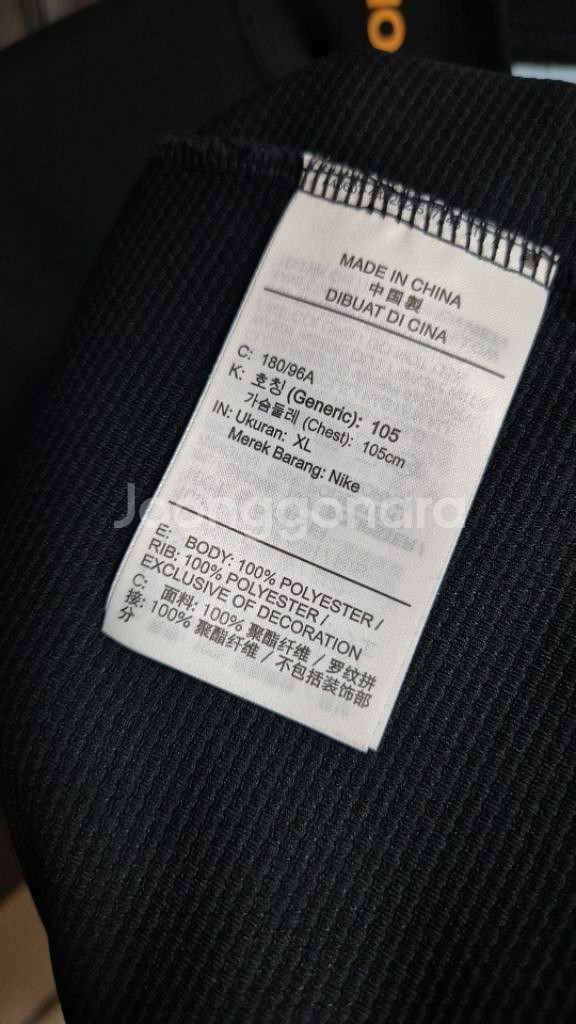 MADE IN CHINA
中國製
DIBUAT DI CINA
C: 180/96A
K: 호칭 (Generic): 105
가슴둘레 (Chest): 105cm
IN: Ukuran: XL
Merek Barang: Nike
Joonggonara
E: BODY: 100% POLYESTER /
RIB: 100% POLYESTER /
EXCLUSIVE OF DECORATION
C: 面料: 100% 聚酯纤维 / 罗纹拼
接: 100% 聚酯纤维 / 不包括装饰部
分